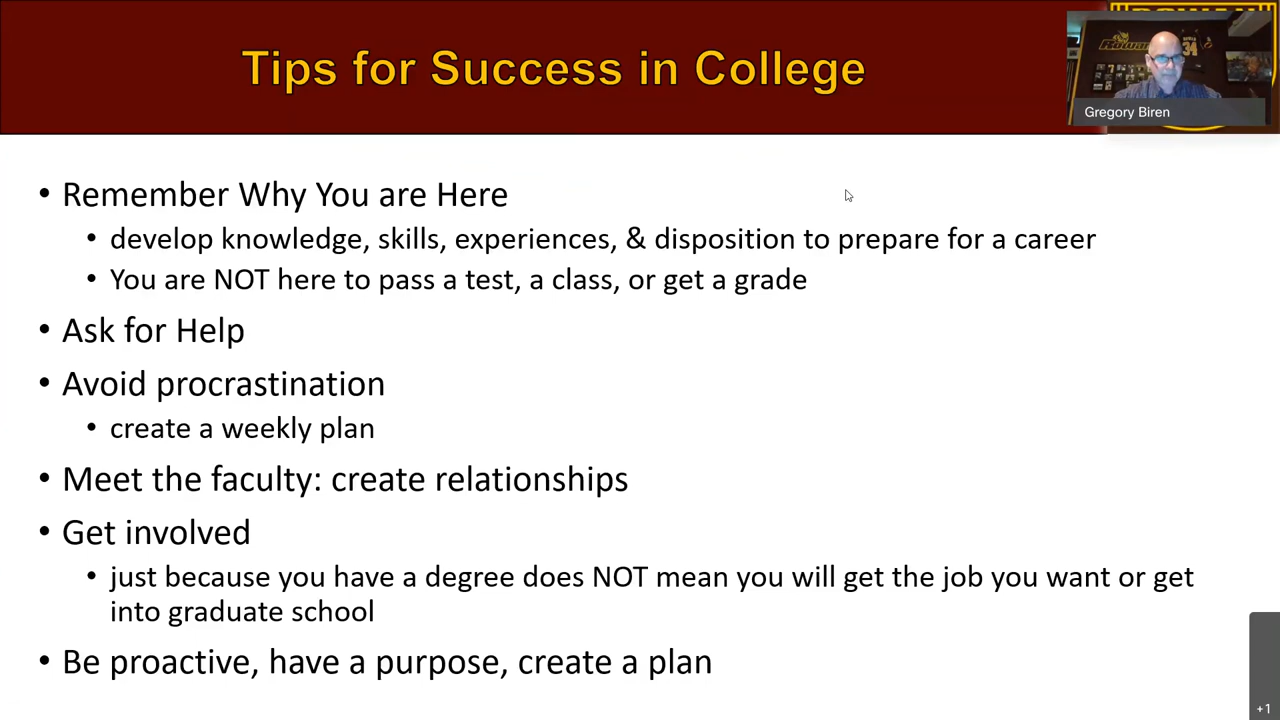 Tips for Success in College
Gregory Biren
• Remember Why You are Here
• develop knowledge, skills, experiences, & disposition to prepare for a career
• You are NOT here to pass a test, a class, or get a grade
• Ask for Help
• Avoid procrastination
• create a weekly plan
• Meet the faculty: create relationships
• Get involved
• just because you have a degree does NOT mean you will get the job you want or get
into graduate school
• Be proactive, have a purpose, create a plan
+1